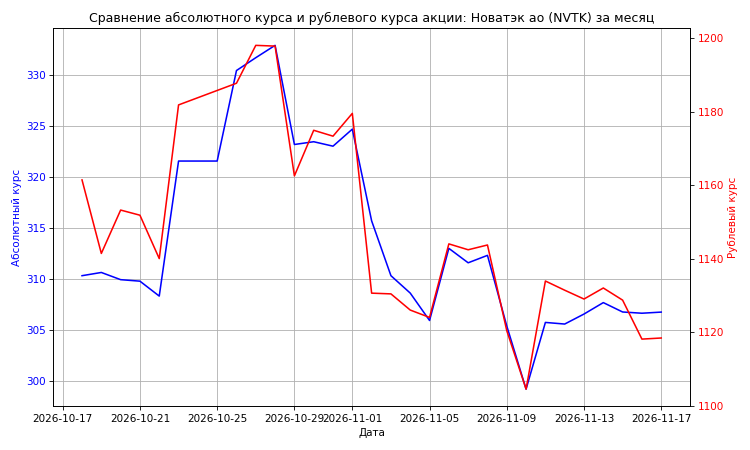 Сравнение абсолютного курса и рублевого курса акции: Новатэк ао (NVTK) за месяц
Абсолютный курс
330
325
320
315
310
305
300
1200
1180
1160
1140
1120
1100
Рублевый курс
2026-10-17 2026-10-21 2026-10-25 2026-10-29 2026-11-01 2026-11-05 2026-11-09 2026-11-13 2026-11-17
Дата